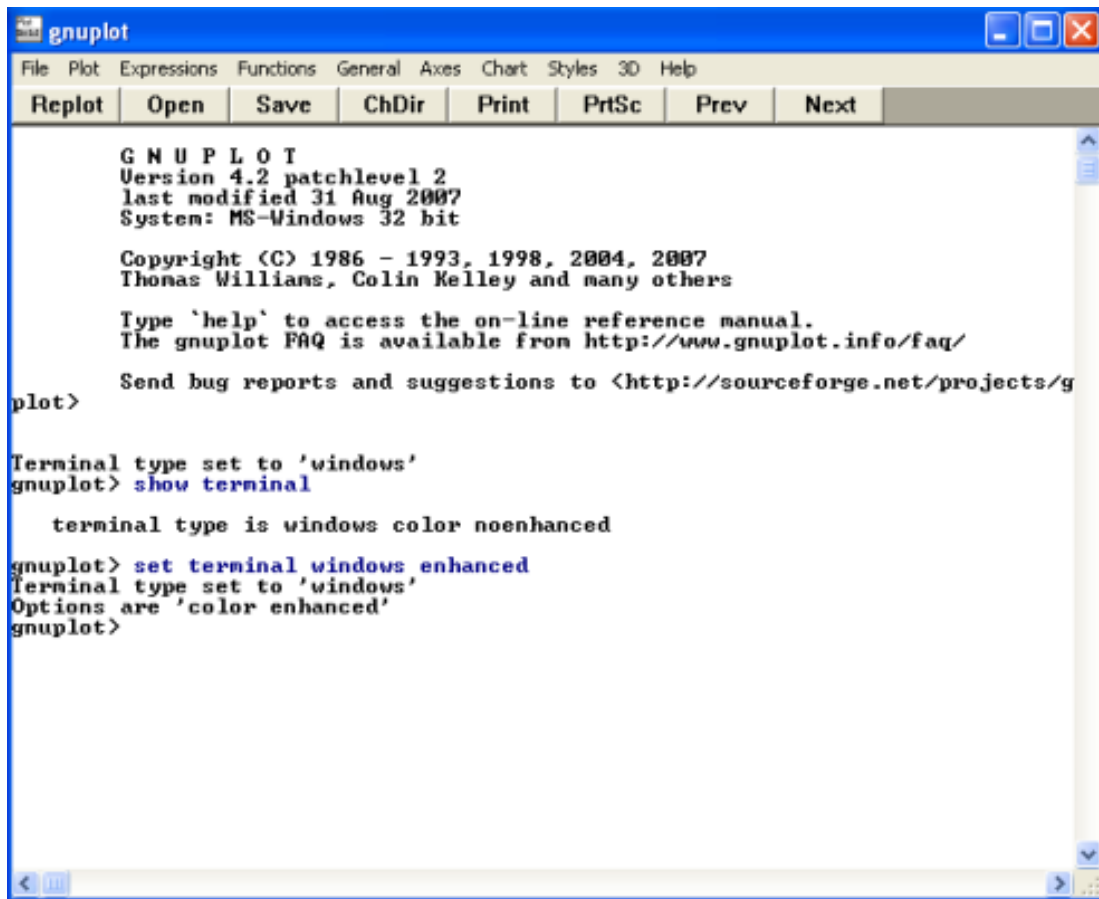 gnuplot
File Plot Expressions Functions General Axes Chart Styles 3D Help
Replot Open Save ChDir Print PrtSc Prev Next
G N U P L O T
Version 4.2 patchlevel 2
last modified 31 Aug 2007
System: MS-Windows 32 bit
Copyright (C) 1986 - 1993, 1998, 2004, 2007
Thomas Williams, Colin Kelley and many others
Type `help` to access the on-line reference manual.
The gnuplot FAQ is available from http://www.gnuplot.info/faq/
Send bug reports and suggestions to <http://sourceforge.net/projects/g
plot>
Terminal type set to 'windows'
gnuplot> show terminal
terminal type is windows color noenhanced
gnuplot> set terminal windows enhanced
Terminal type set to 'windows'
Options are 'color enhanced'
gnuplot>